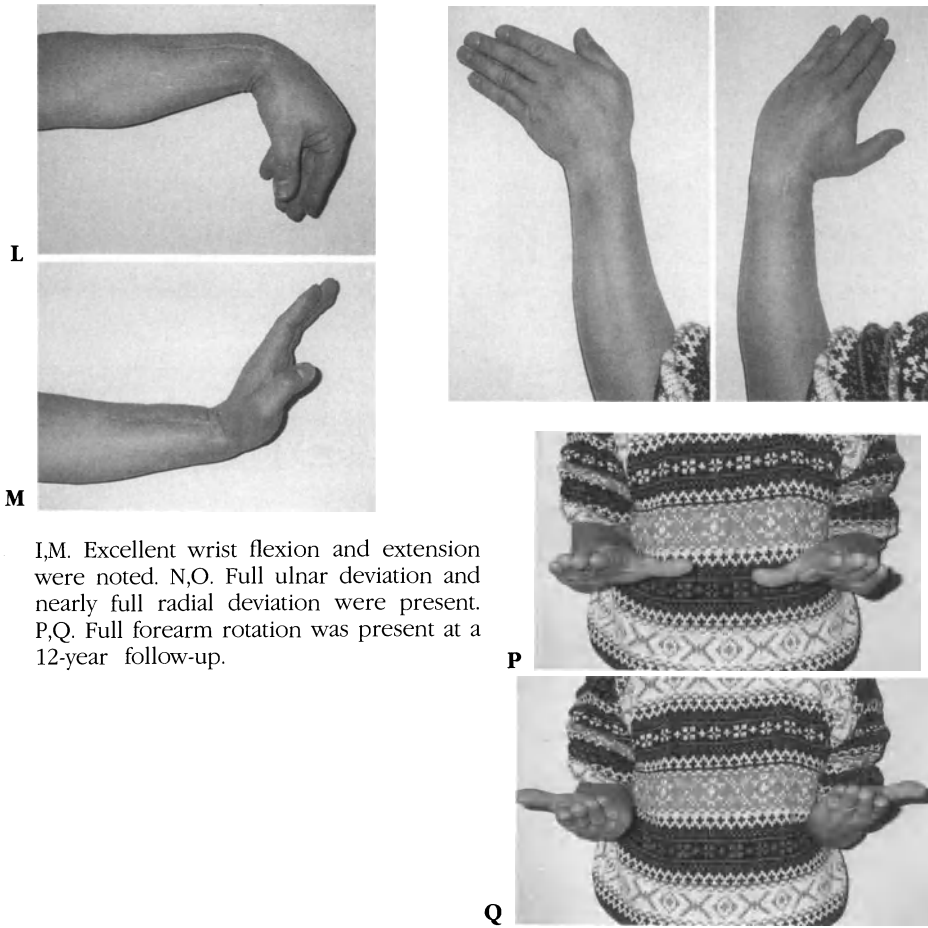 L
M
I,M. Excellent wrist flexion and extension
were noted. N,O. Full ulnar deviation and
nearly full radial deviation were present.
P,Q. Full forearm rotation was present at a
12-year follow-up.
P
Q